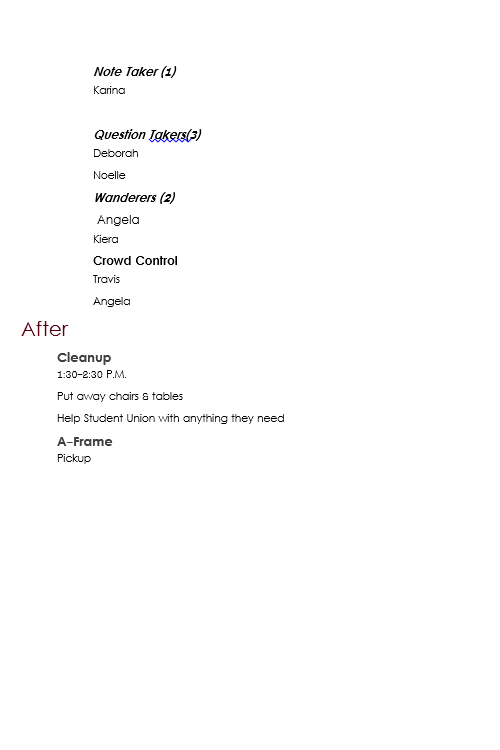 Note Taker (1)
Karina
Question Takers(3)
Deborah
Noelle
Wanderers (2)
Angela
Kiera
Crowd Control
Travis
Angela
After
Cleanup
1:30-2:30 P.M.
Put away chairs & tables
Help Student Union with anything they need
A-Frame
Pickup